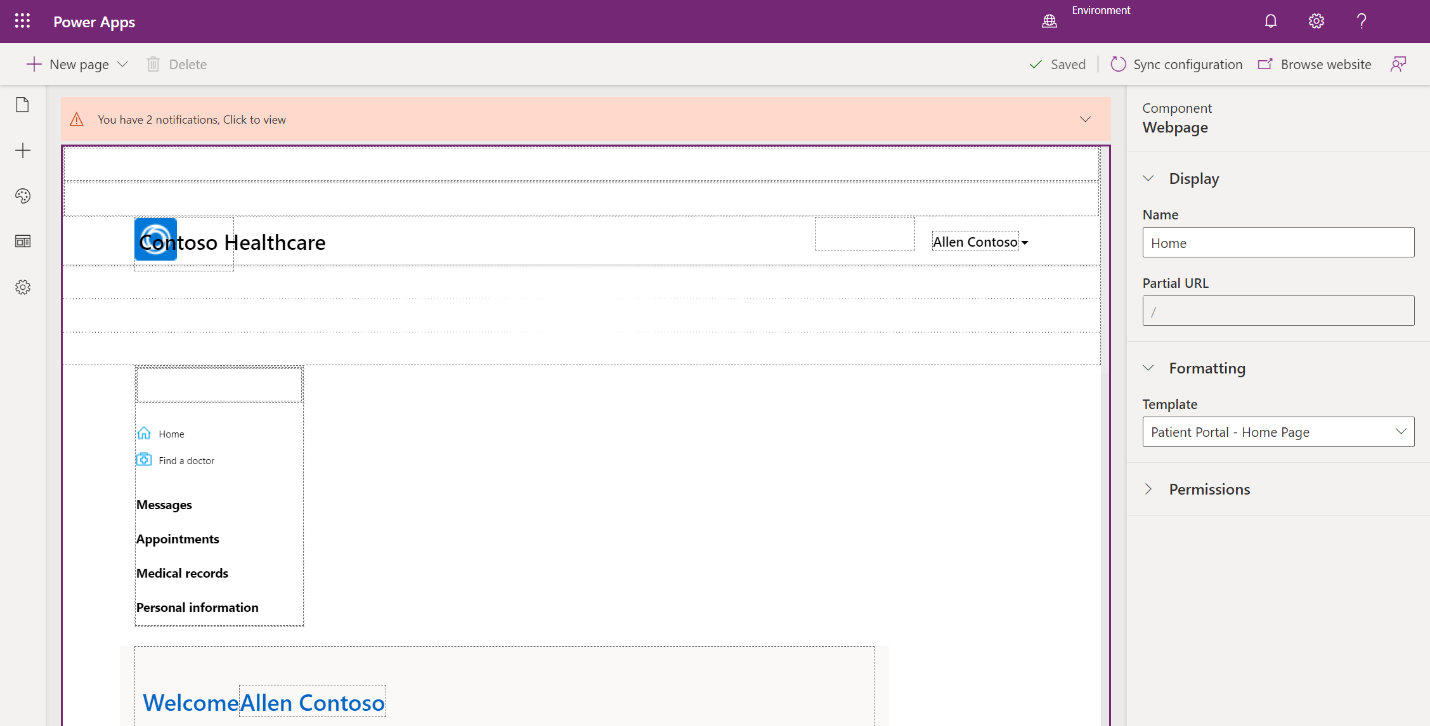 Power Apps
Environment
New page
Delete
Saved
Sync configuration
Browse website
You have 2 notifications, Click to view
Contoso Healthcare
Allen Contoso
Home
Find a doctor
Messages
Appointments
Medical records
Personal information
WelcomeAllen Contoso
Component
Webpage
Display
Name
Home
Partial URL
/
Formatting
Template
Patient Portal - Home Page
Permissions